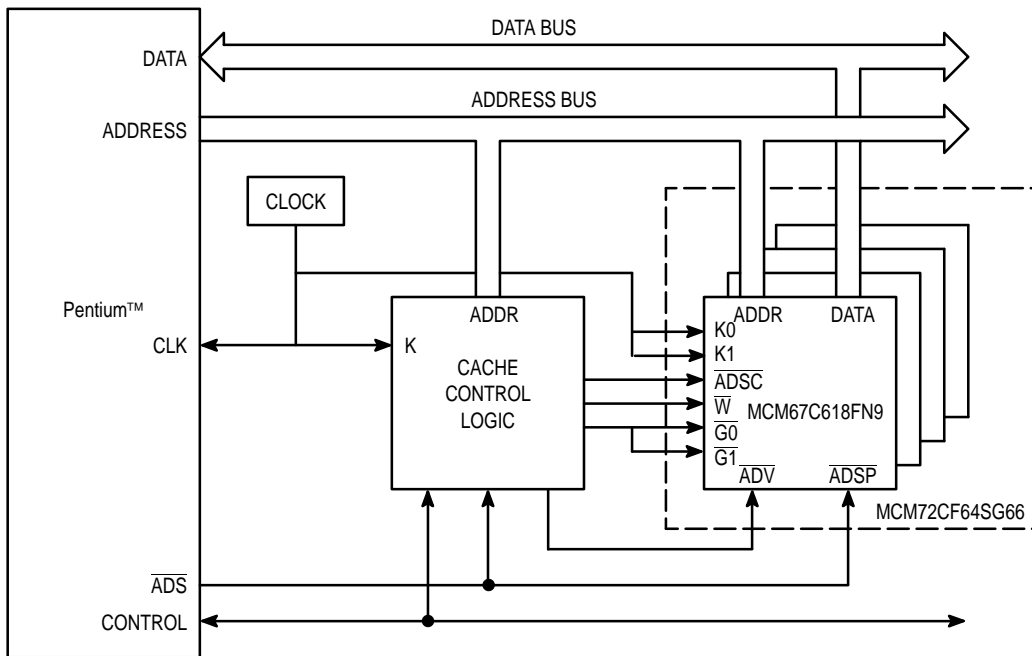 DATA BUS
DATA
ADDRESS BUS
ADDRESS
CLOCK
Pentium™
ADDR
ADDR
DATA
K0
CLK
K
K1
CACHE
CONTROL
LOGIC
ADSC
W
MCM67C618FN9
G0
G1
ADV
ADSP
MCM72CF64SG66
ADS
CONTROL